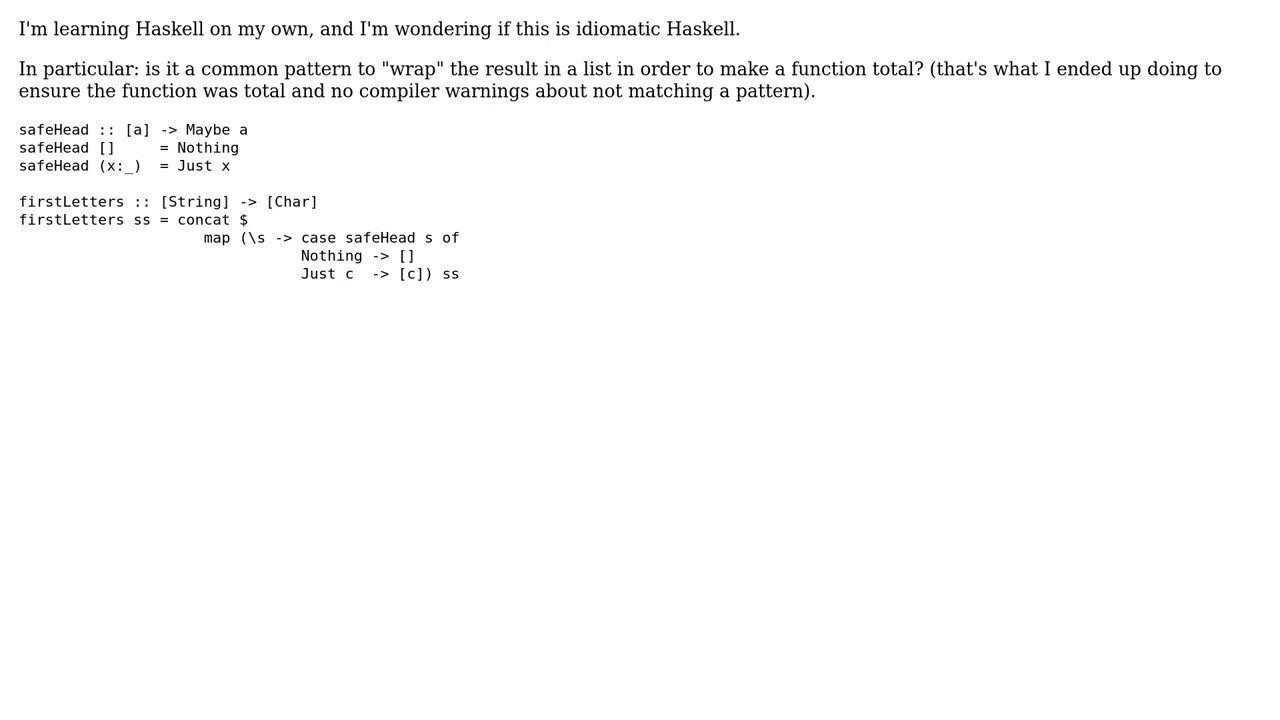 I'm learning Haskell on my own, and I'm wondering if this is idiomatic Haskell.
In particular: is it a common pattern to "wrap" the result in a list in order to make a function total? (that's what I ended up doing to
ensure the function was total and no compiler warnings about not matching a pattern).
safeHead :: [a] -> Maybe a
safeHead []     = Nothing
safeHead (x:_)  = Just x
firstLetters :: [String] -> [Char]
firstLetters ss = concat $
                     map (\s -> case safeHead s of
                                Nothing -> []
                                Just c  -> [c]) ss